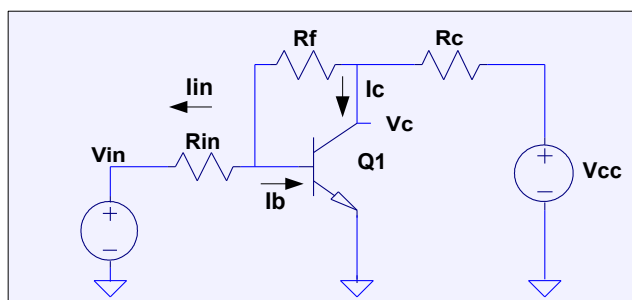 Rf
Rc
Iin
Ic
Vc
Vin
Rin
Q1
Vcc
Ib
+
−
+
−